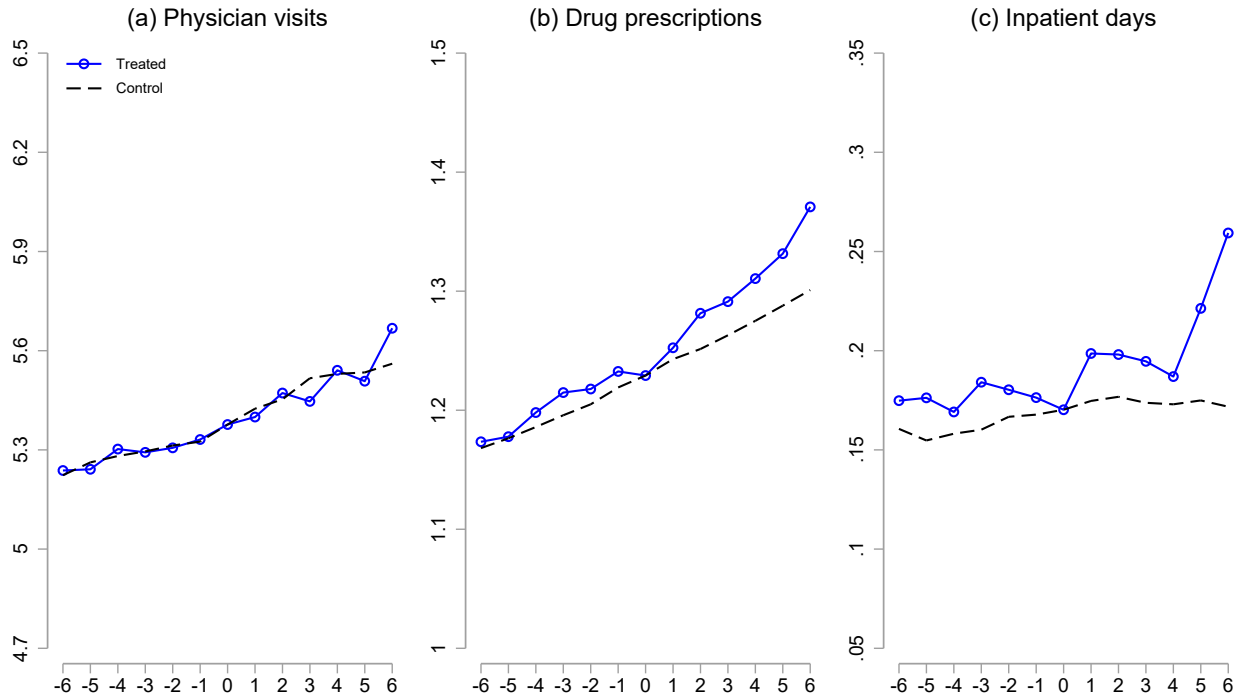 (a) Physician visits
6.5
6.2
5.9
5.6
5.3
5
4.7
Treated
Control
-6 -5 -4 -3 -2 -1 0 1 2 3 4 5 6
(b) Drug prescriptions
1.5
1.4
1.3
1.2
1.1
1
-6 -5 -4 -3 -2 -1 0 1 2 3 4 5 6
(c) Inpatient days
.35
.3
.25
.2
.15
.1
.05
-6 -5 -4 -3 -2 -1 0 1 2 3 4 5 6